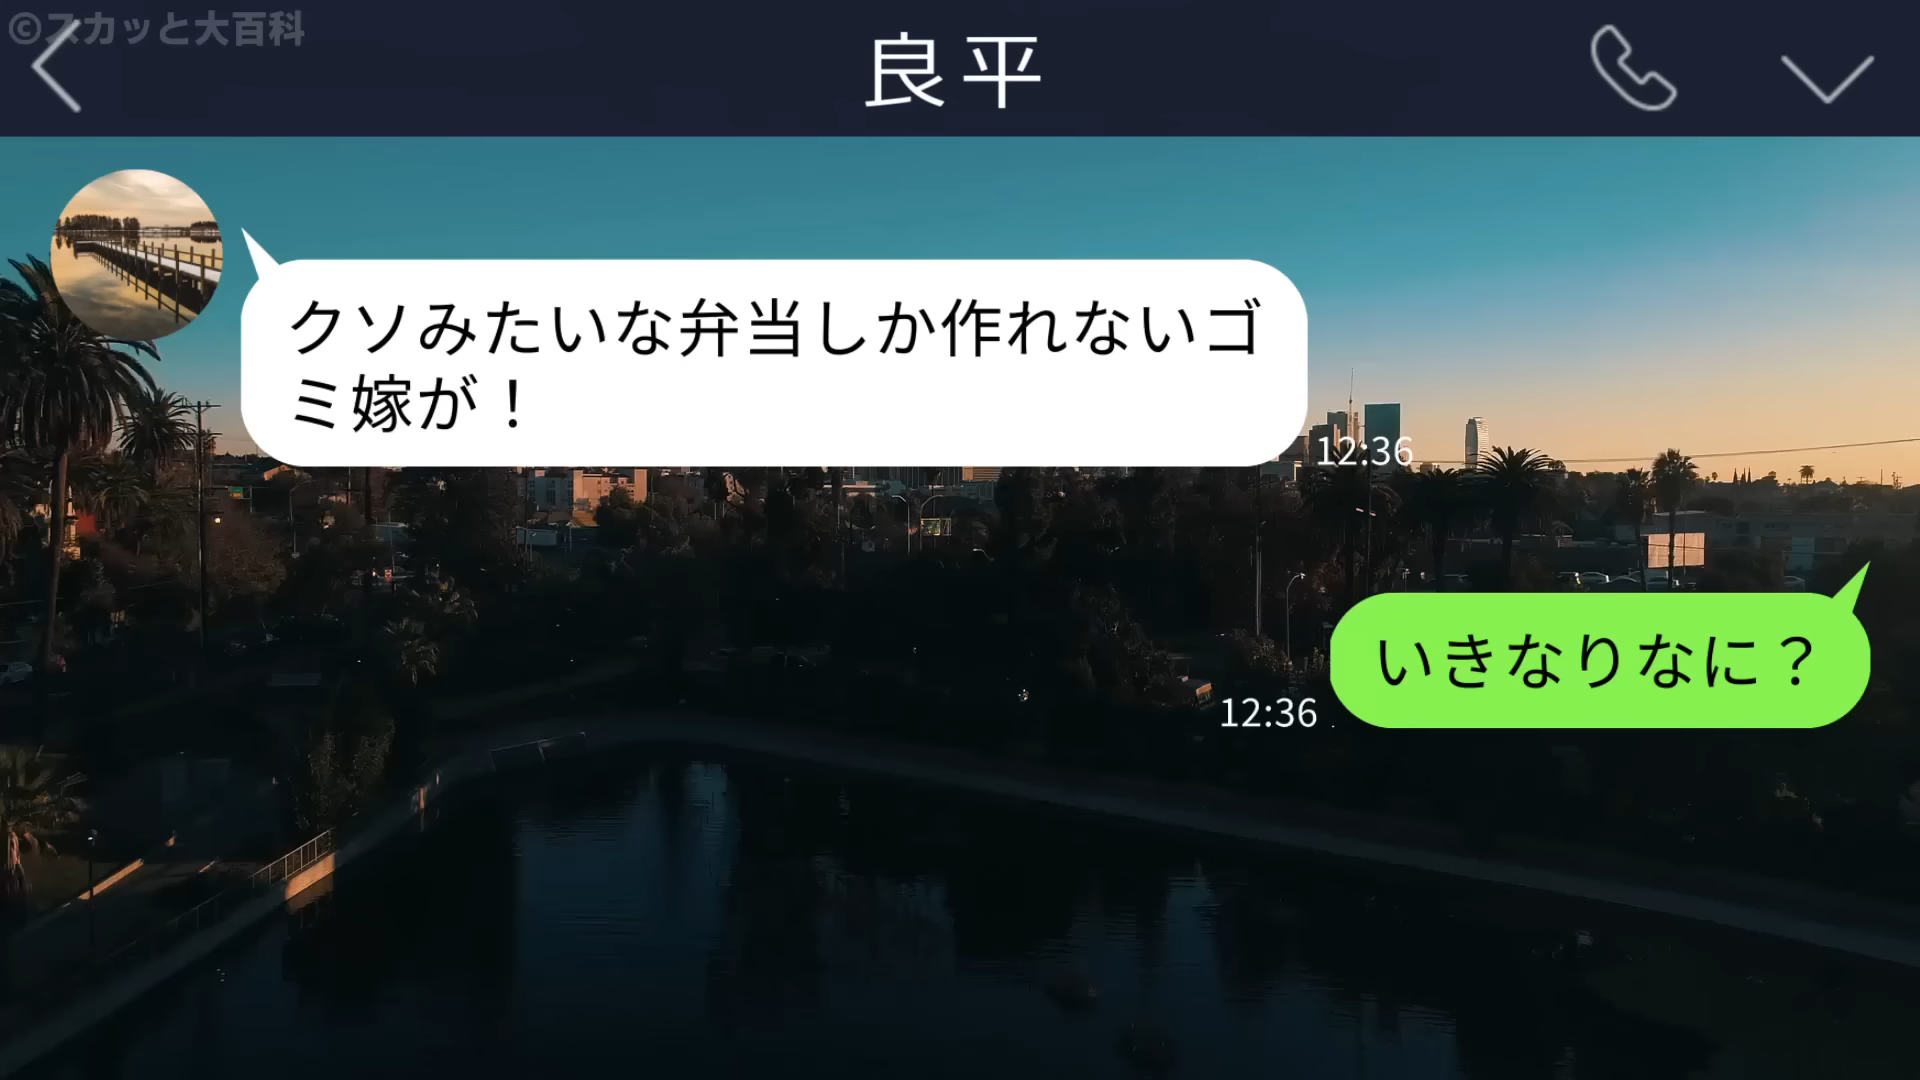 ©スカッと大百科
良平
クソみたいな弁当しか作れないゴ
ミ嫁が！
12:36
いきなりなに？
12:36